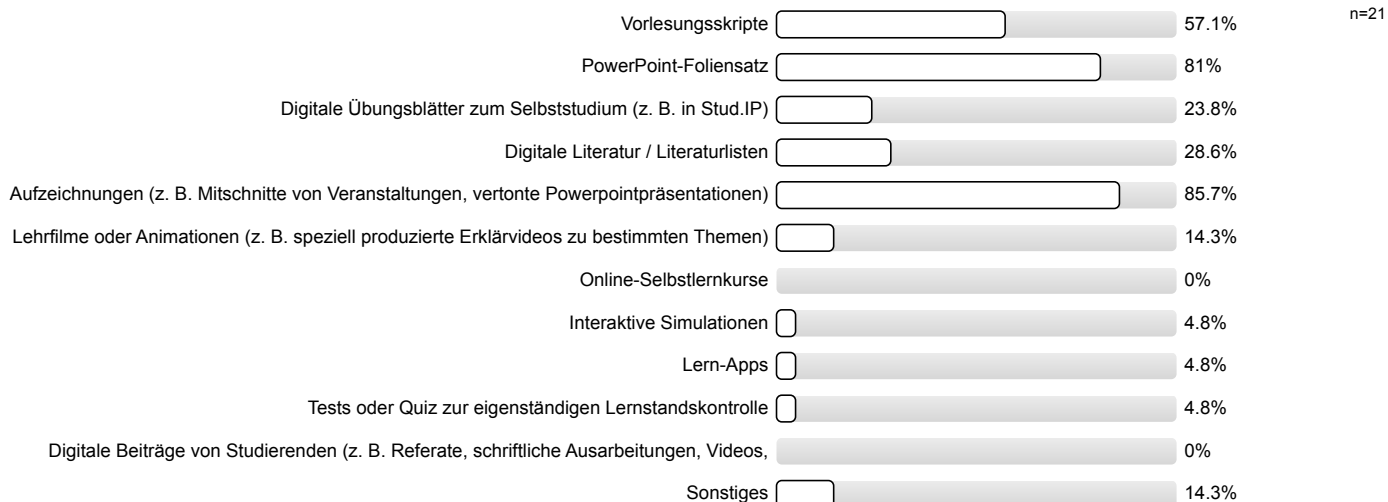 Vorlesungsskripte 57.1% n=21
PowerPoint-Foliensatz 81%
Digitale Übungsblätter zum Selbststudium (z. B. in Stud.IP) 23.8%
Digitale Literatur / Literaturlisten 28.6%
Aufzeichnungen (z. B. Mitschnitte von Veranstaltungen, vertonte Powerpointpräsentationen) 85.7%
Lehrfilme oder Animationen (z. B. speziell produzierte Erklärvideos zu bestimmten Themen) 14.3%
Online-Selbstlernkurse 0%
Interaktive Simulationen 4.8%
Lern-Apps 4.8%
Tests oder Quiz zur eigenständigen Lernstandskontrolle 4.8%
Digitale Beiträge von Studierenden (z. B. Referate, schriftliche Ausarbeitungen, Videos, 0%
Sonstiges 14.3%